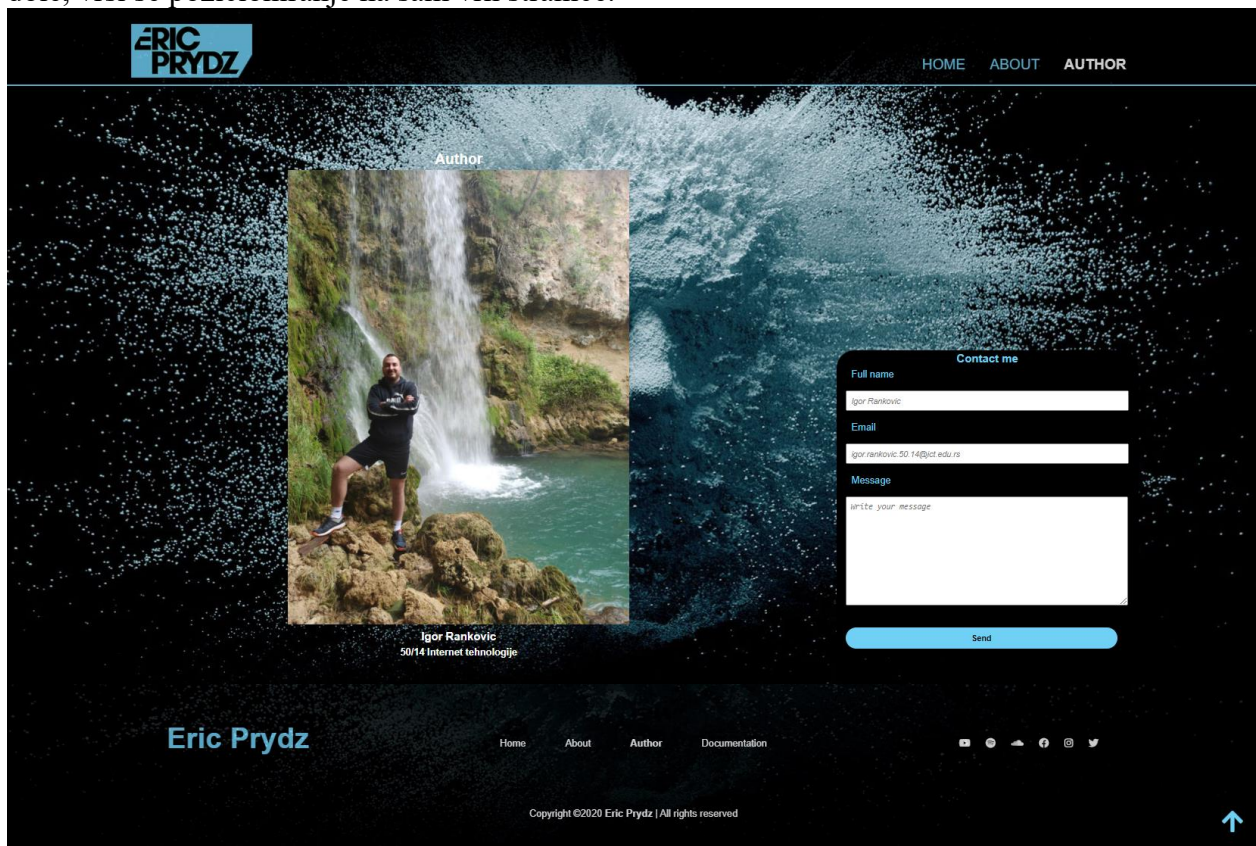 ERIC
PRYDZ
HOME ABOUT AUTHOR
Author
Contact me
Full name
Igor Rankovic
Email
igor.rankovic.50.14@ict.edu.rs
Message
Write your message
Send
Igor Rankovic
50/14 Internet tehnologije
Eric Prydz
Home About Author Documentation
Copyright ©2020 Eric Prydz | All rights reserved